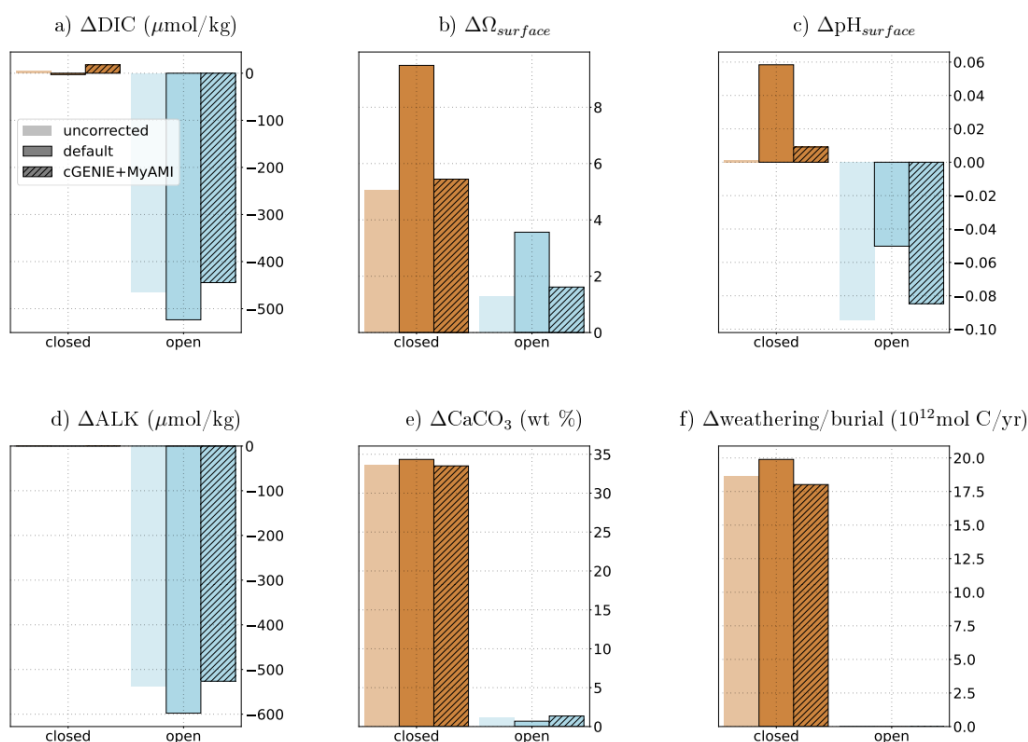 a) ΔDIC (μmol/kg)
0
−100
−200
−300
−400
−500
uncorrected
default
cGENIE+MyAMI
closed
open
b) ΔΩsurface
8
6
4
2
0
closed
open
c) ΔpHsurface
0.06
0.04
0.02
0.00
−0.02
−0.04
−0.06
−0.08
−0.10
closed
open
d) ΔALK (μmol/kg)
0
−100
−200
−300
−400
−500
−600
closed
open
e) ΔCaCO₃ (wt %)
35
30
25
20
15
10
5
0
closed
open
f) Δweathering/burial (10¹²mol C/yr)
20.0
17.5
15.0
12.5
10.0
7.5
5.0
2.5
0.0
closed
open